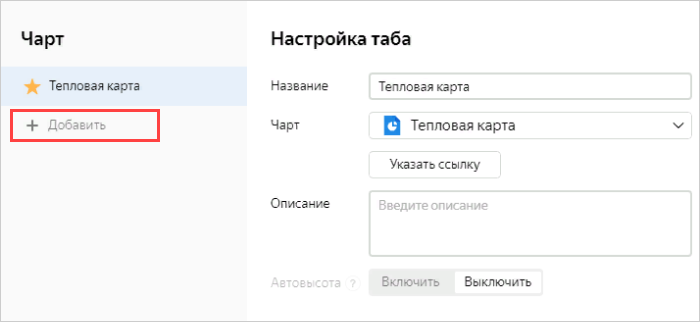 Чарт
Тепловая карта
+ Добавить
Настройка таба
Название
Тепловая карта
Чарт
Тепловая карта
Указать ссылку
Описание
Введите описание
Автовысота ?
Включить
Выключить